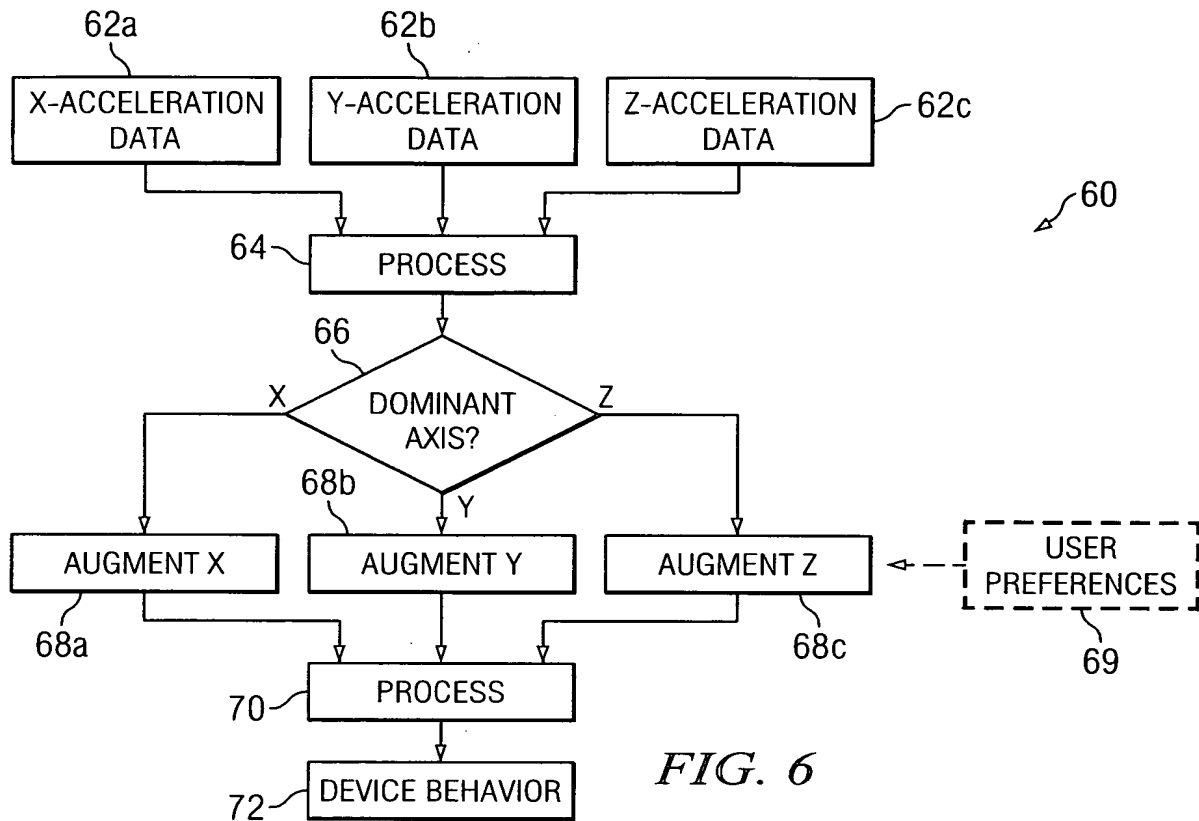 62a
62b
X-ACCELERATION
DATA
Y-ACCELERATION
DATA
Z-ACCELERATION
DATA
62c
60
64
PROCESS
66
X
DOMINANT
AXIS?
Z
Y
68b
AUGMENT X
AUGMENT Y
AUGMENT Z
USER
PREFERENCES
68a
68c
69
70
PROCESS
72
DEVICE BEHAVIOR
FIG. 6